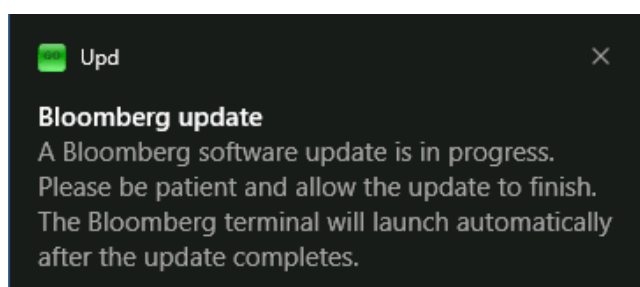 GO Upd
Bloomberg update
A Bloomberg software update is in progress.
Please be patient and allow the update to finish.
The Bloomberg terminal will launch automatically
after the update completes.